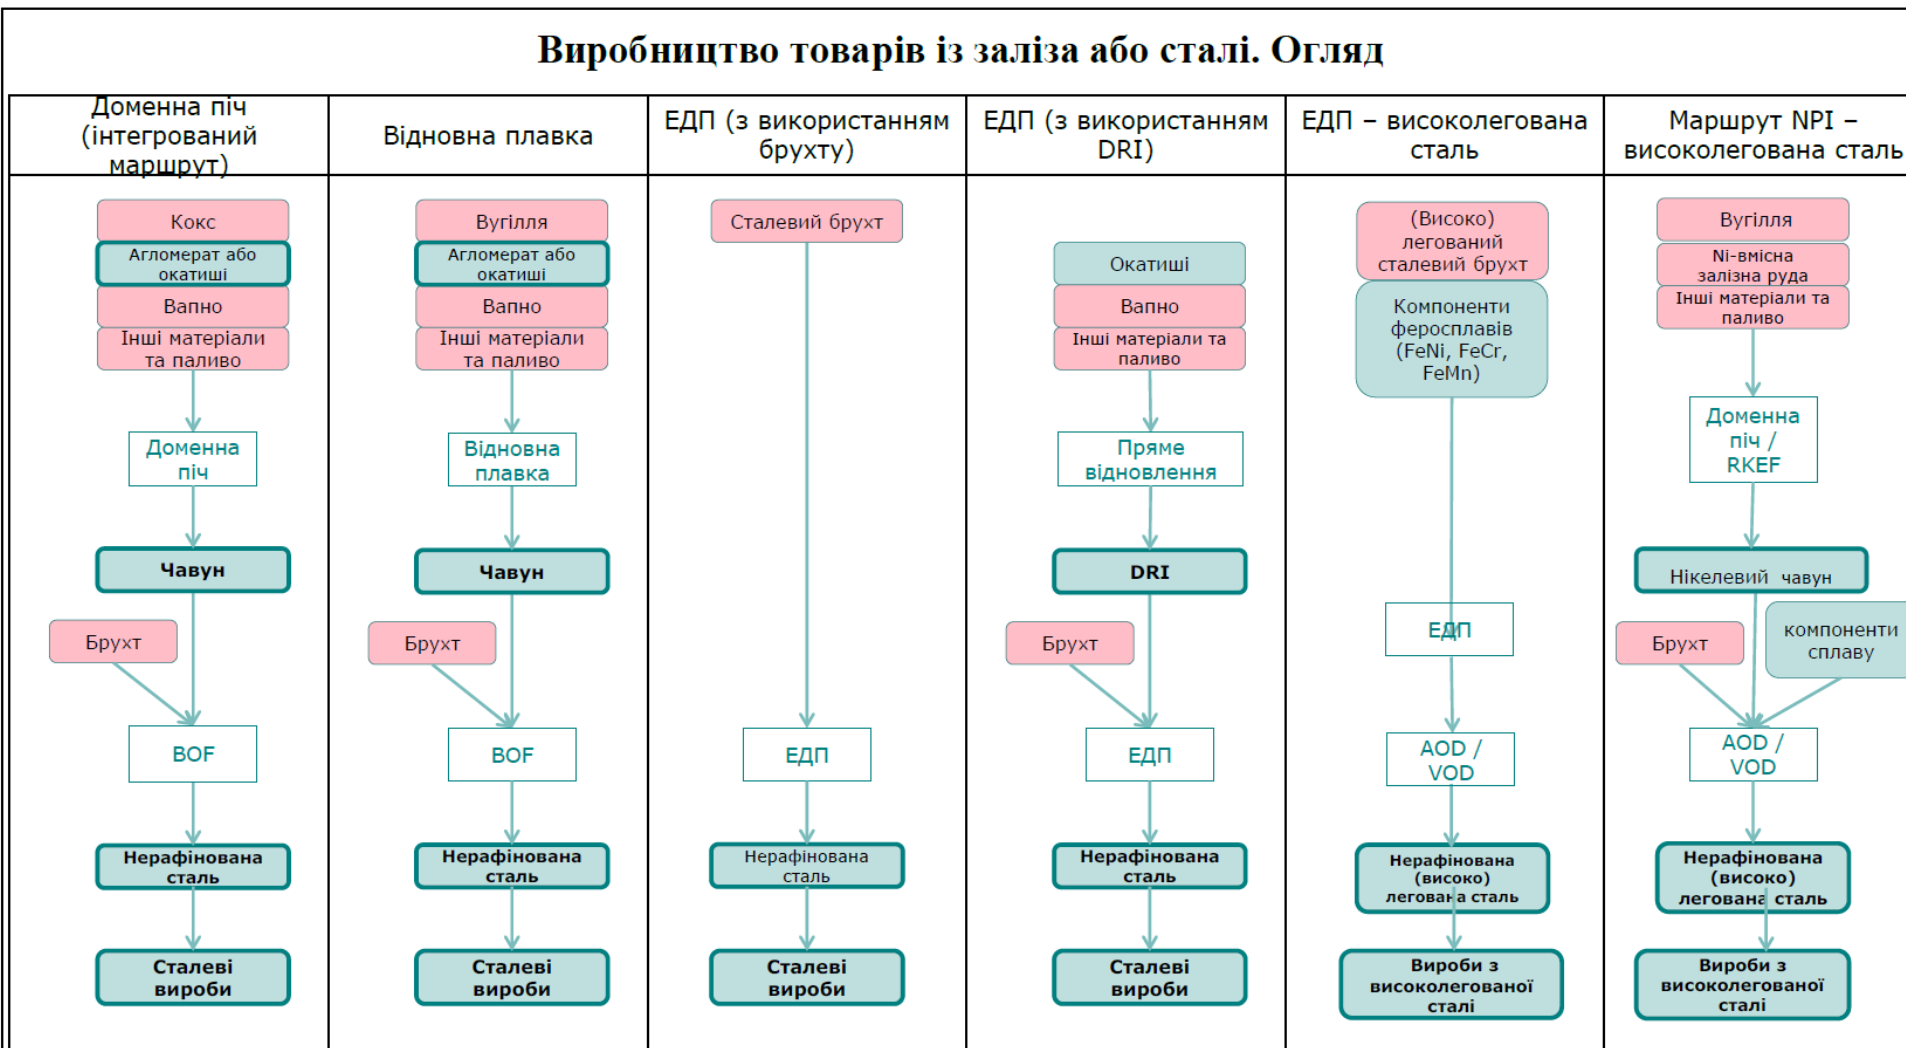 Виробництво товарів із заліза або сталі. Огляд
Доменна піч
(інтегрований
маршрут)
Кокс
Агломерат або
окатиші
Вапно
Інші матеріали
та паливо
Доменна
піч
Чавун
Брухт
BOF
Нерафінована
сталь
Сталеві
вироби
Відновна плавка
Вугілля
Агломерат або
окатиші
Вапно
Інші матеріали
та паливо
Відновна
плавка
Чавун
Брухт
BOF
Нерафінована
сталь
Сталеві
вироби
ЕДП (з використанням
брухту)
Сталевий брухт
ЕДП
Нерафінована
сталь
Сталеві
вироби
ЕДП (з використанням
DRI)
Окатиші
Вапно
Інші матеріали та
паливо
Пряме
відновлення
DRI
Брухт
ЕДП
Нерафінована
сталь
Сталеві
вироби
ЕДП – високолегована
сталь
(Високо)
легований
сталевий брухт
Компоненти
феросплавів
(FeNi, FeCr,
FeMn)
ЕДП
AOD /
VOD
Нерафінована
(високо)
легована сталь
Вироби з
високолегованої
сталі
Маршрут NPI –
високолегована сталь
Вугілля
Ni-вмісна
залізна руда
Інші матеріали та
паливо
Доменна
піч /
RKEF
Нікелевий чавун
Брухт
компоненти
сплаву
AOD /
VOD
Нерафінована
(високо)
легована сталь
Вироби з
високолегованої
сталі